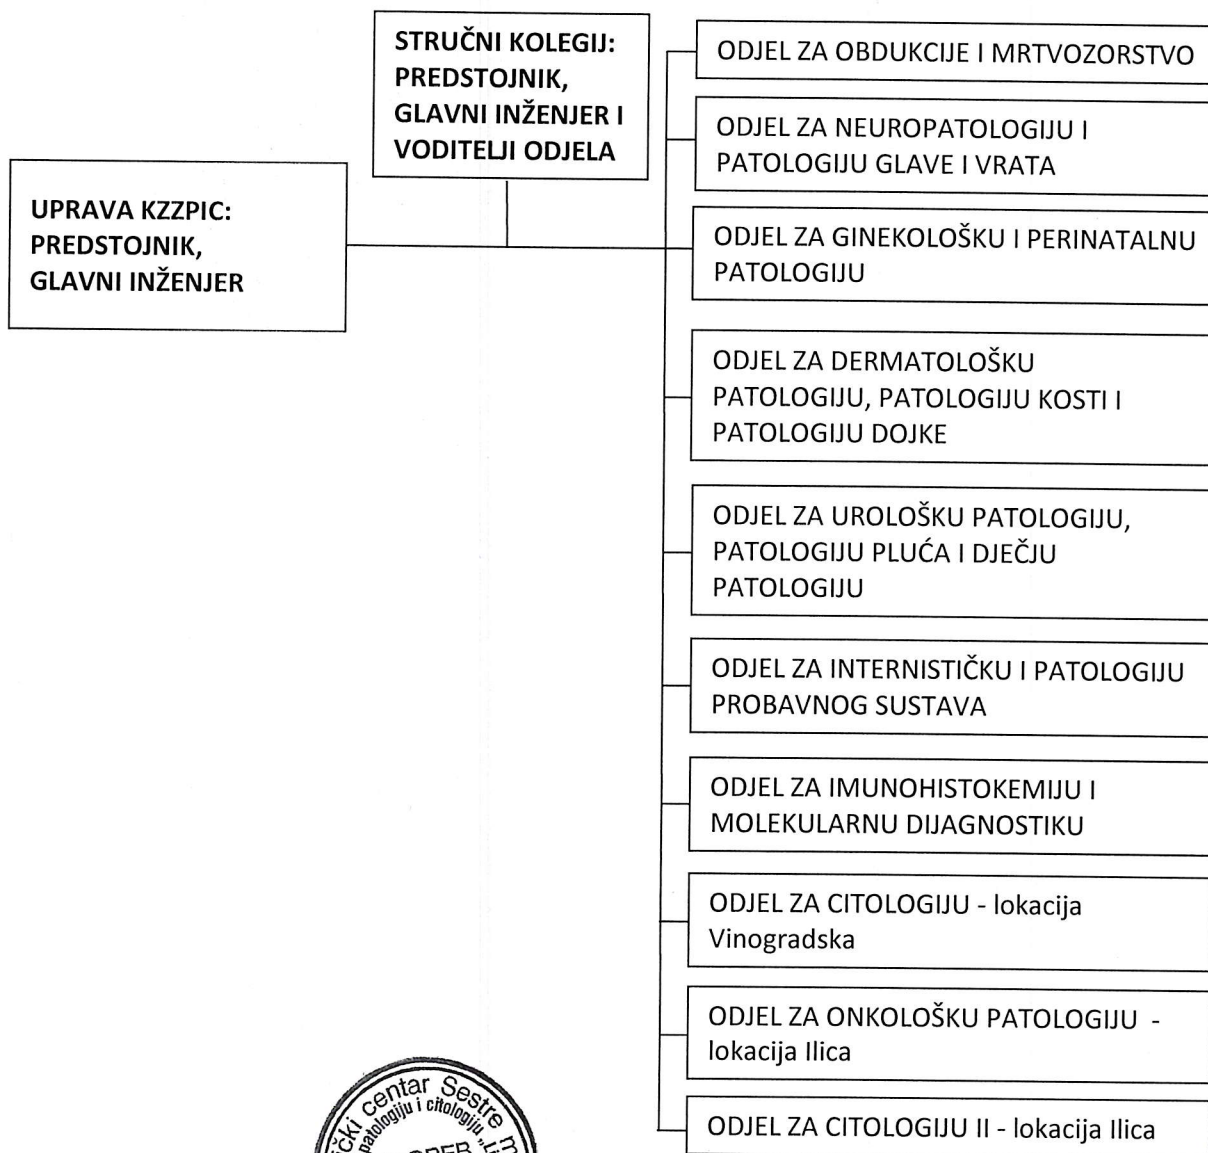 STRUČNI KOLEGIJ:
PREDSTOJNIK,
GLAVNI INŽENJER I
VODITELJI ODJELA
UPRAVA KZZPIC:
PREDSTOJNIK,
GLAVNI INŽENJER
ODJEL ZA OBDUKCIJE I MRTVOZORSTVO
ODJEL ZA NEUROPATOLOGIJU I
PATOLOGIJU GLAVE I VRATA
ODJEL ZA GINEKOLOŠKU I PERINATALNU
PATOLOGIJU
ODJEL ZA DERMATOLOŠKU
PATOLOGIJU, PATOLOGIJU KOSTI I
PATOLOGIJU DOJKE
ODJEL ZA UROLOŠKU PATOLOGIJU,
PATOLOGIJU PLUĆA I DJEČJU
PATOLOGIJU
ODJEL ZA INTERNISTIČKU I PATOLOGIJU
PROBAVNOG SUSTAVA
ODJEL ZA IMUNOHISTOKEMIJU I
MOLEKULARNU DIJAGNOSTIKU
ODJEL ZA CITOLOGIJU - lokacija
Vinogradska
ODJEL ZA ONKOLOŠKU PATOLOGIJU -
lokacija Ilica
ODJEL ZA CITOLOGIJU II - lokacija Ilica
centar Sestre
patologiju i citologiju